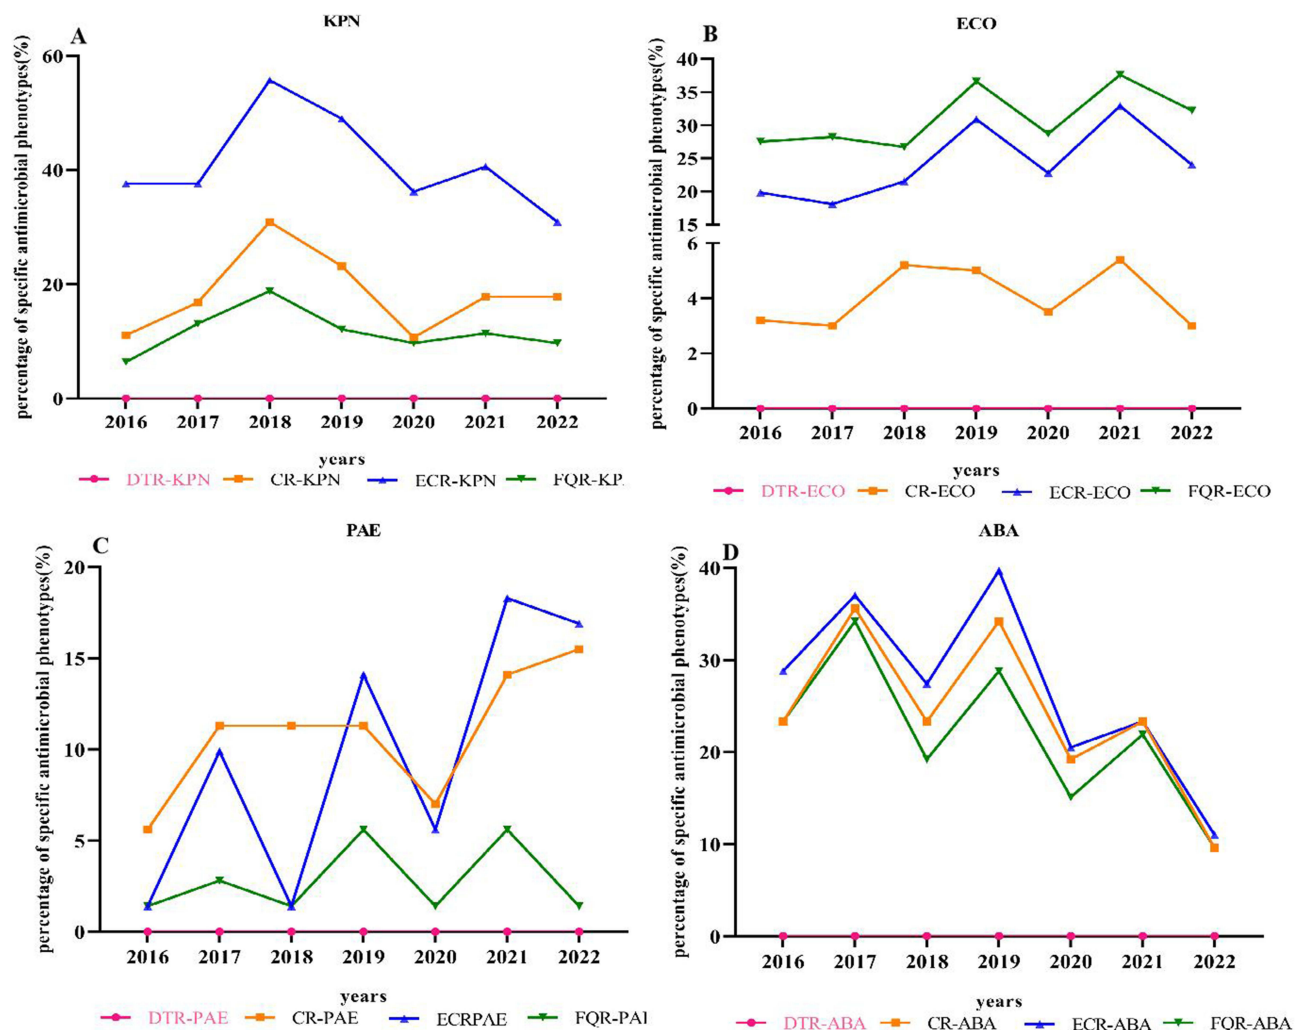 A
KPN
percentage of specific antimicrobial phenotypes(%)
60
40
20
0
2016 2017 2018 2019 2020 2021 2022
years
DTR-KPN CR-KPN ECR-KPN FQR-KP.
B
ECO
percentage of specific antimicrobial phenotypes(%)
40
35
30
25
20
15
6
4
2
0
2016 2017 2018 2019 2020 2021 2022
years
DTR-ECO CR-ECO ECR-ECO FQR-ECO
C
PAE
percentage of specific antimicrobial phenotypes(%)
20
15
10
5
0
2016 2017 2018 2019 2020 2021 2022
years
DTR-PAE CR-PAE ECRPAE FQR-PAI
D
ABA
percentage of specific antimicrobial phenotypes(%)
40
30
20
10
0
2016 2017 2018 2019 2020 2021 2022
years
DTR-ABA CR-ABA ECR-ABA FQR-ABA